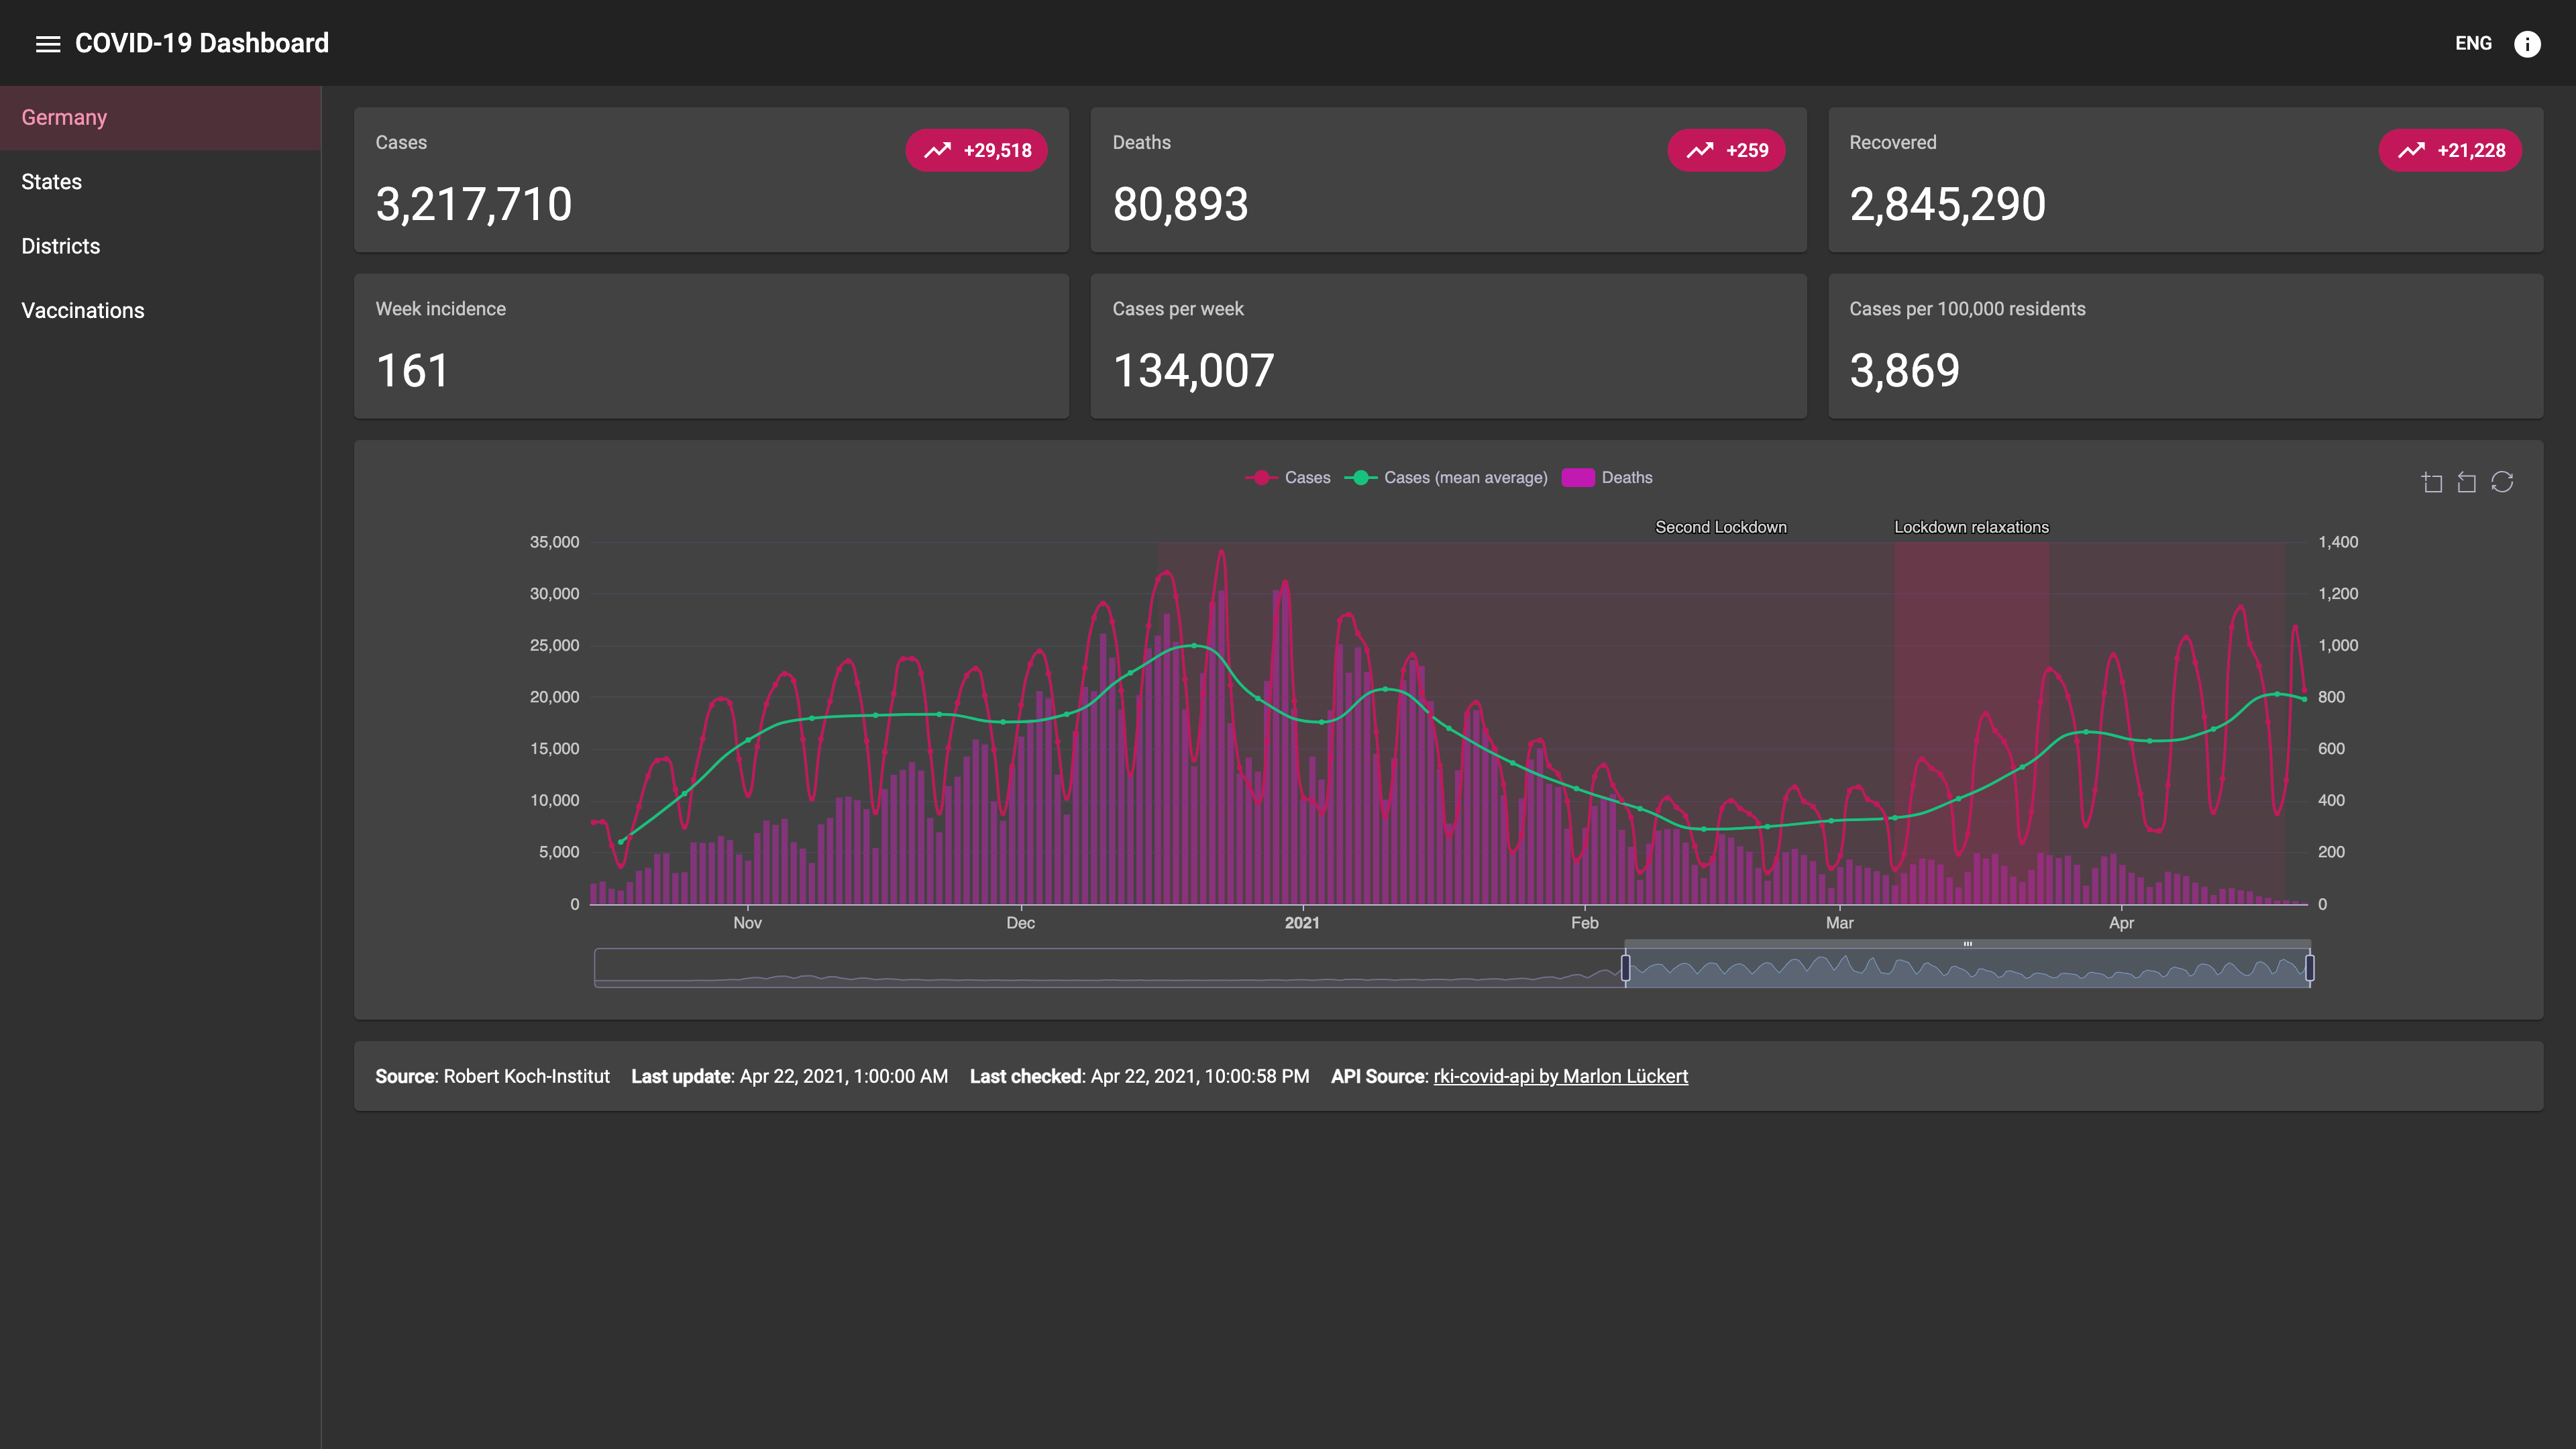 COVID-19 Dashboard
ENG
Germany
States
Districts
Vaccinations
Cases
+29,518
3,217,710
Deaths
+259
80,893
Recovered
+21,228
2,845,290
Week incidence
161
Cases per week
134,007
Cases per 100,000 residents
3,869
Cases Cases (mean average) Deaths
Second Lockdown Lockdown relaxations
35,000 1,400
30,000 1,200
25,000 1,000
20,000 800
15,000 600
10,000 400
5,000 200
0 0
Nov Dec 2021 Feb Mar Apr
Source: Robert Koch-Institut Last update: Apr 22, 2021, 1:00:00 AM Last checked: Apr 22, 2021, 10:00:58 PM API Source: rki-covid-api by Marlon Lückert